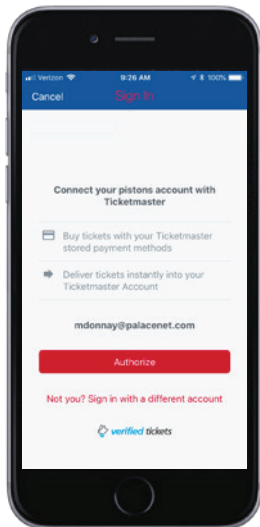 Verizon 9:26 AM 100%
Cancel Sign In
Connect your pistons account with
Ticketmaster
Buy tickets with your Ticketmaster
stored payment methods
Deliver tickets instantly into your
Ticketmaster Account
mdonnay@palacenet.com
Authorize
Not you? Sign in with a different account
verified tickets